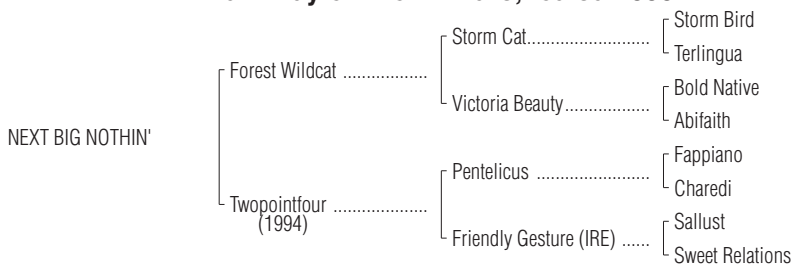 Storm Bird
Storm Cat..............................
Terlingua
Forest Wildcat ....................
Bold Native
Victoria Beauty....................
Abifaith
NEXT BIG NOTHIN'
Fappiano
Pentelicus ...........................
Charedi
Twopointfour ......................
(1994)
Sallust
Friendly Gesture (IRE) ......
Sweet Relations